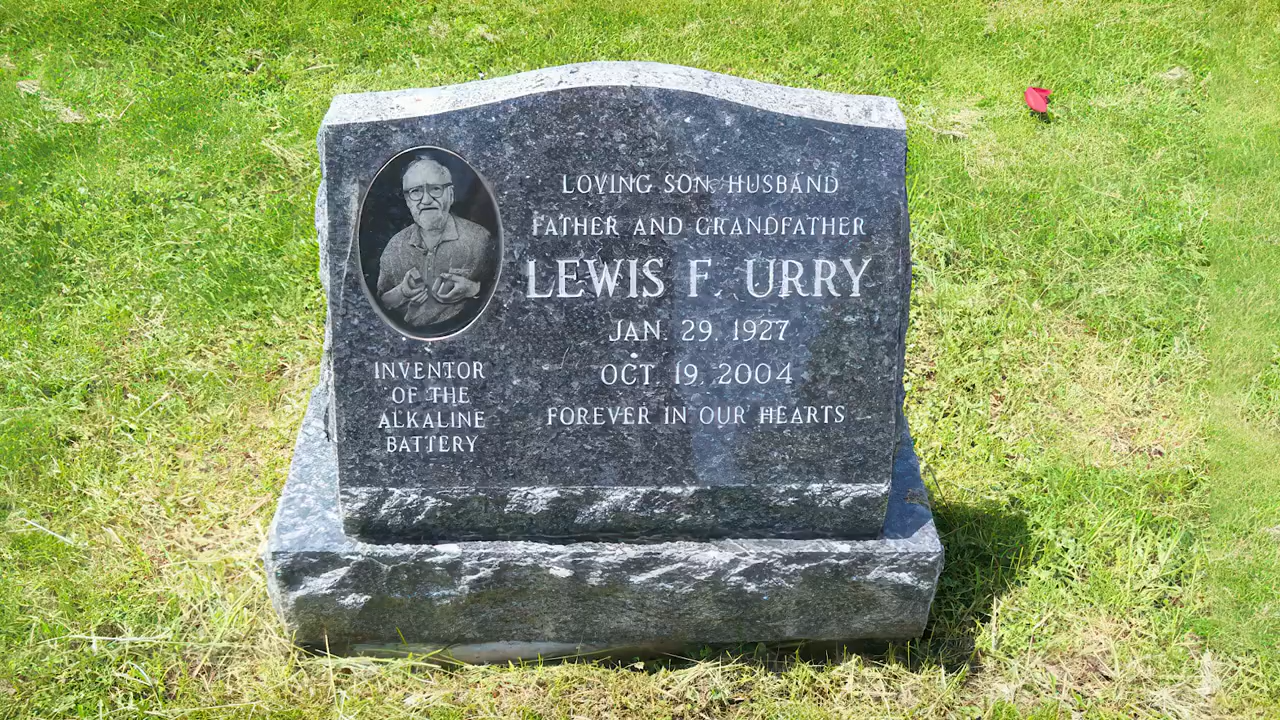 LOVING SON, HUSBAND
FATHER AND GRANDFATHER
LEWIS F. URRY
JAN. 29, 1927
OCT. 19, 2004
FOREVER IN OUR HEARTS
INVENTOR
OF THE
ALKALINE
BATTERY